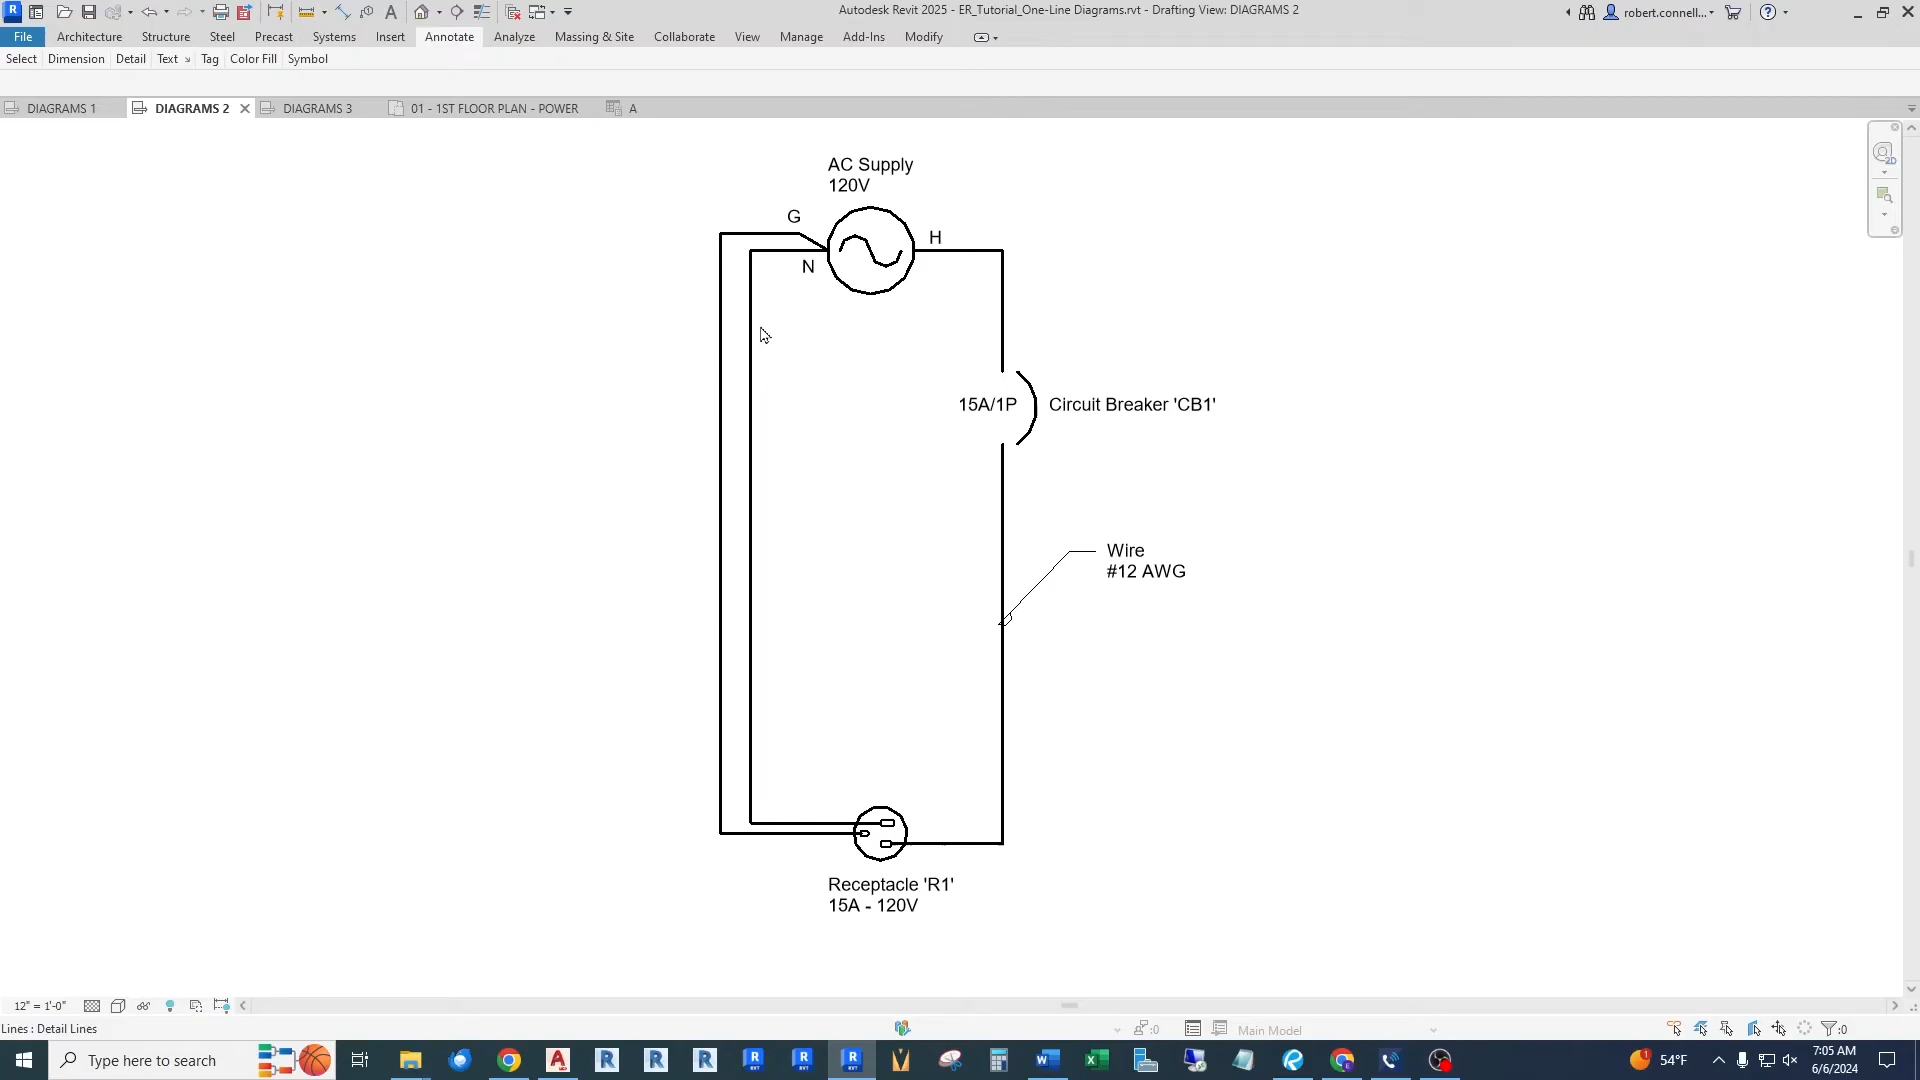 Autodesk Revit 2025 - ER_Tutorial_One-Line Diagrams.rvt - Drafting View: DIAGRAMS 2
robert.connell...
File Architecture Structure Steel Precast Systems Insert Annotate Analyze Massing & Site Collaborate View Manage Add-Ins Modify
Select Dimension Detail Text Tag Color Fill Symbol
DIAGRAMS 1 DIAGRAMS 2 DIAGRAMS 3 01 - 1ST FLOOR PLAN - POWER A
2D
AC Supply
120V
G
H
N
15A/1P Circuit Breaker 'CB1'
Wire
#12 AWG
Receptacle 'R1'
15A - 120V
12" = 1'-0"
Lines : Detail Lines
:0
Main Model
:0
Type here to search
1
54°F
7:05 AM
6/6/2024